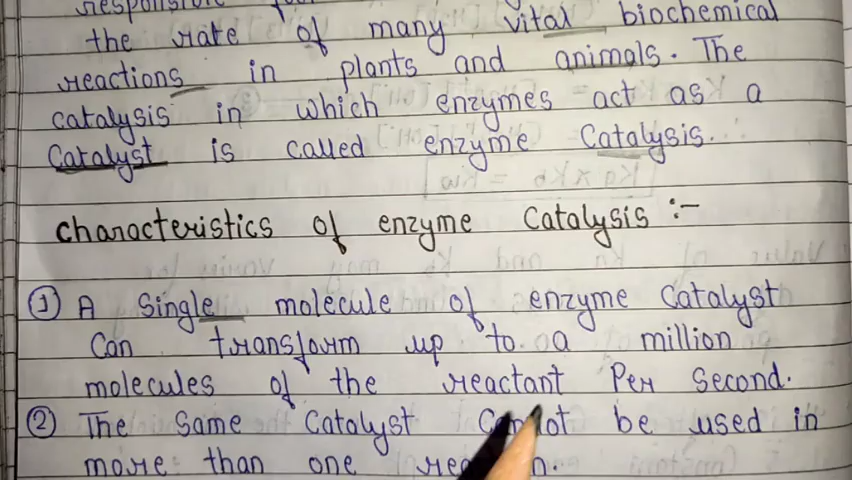 the rate of many vital biochemical
reactions in plants and animals. The
catalysis in which enzymes act as a
Catalyst is called enzyme Catalysis.
characteristics of enzyme Catalysis :-
① A single molecule of enzyme Catalyst
Can transform up to a million
molecules of the reactant Per Second.
② The Same Catalyst Cannot be used in
more than one